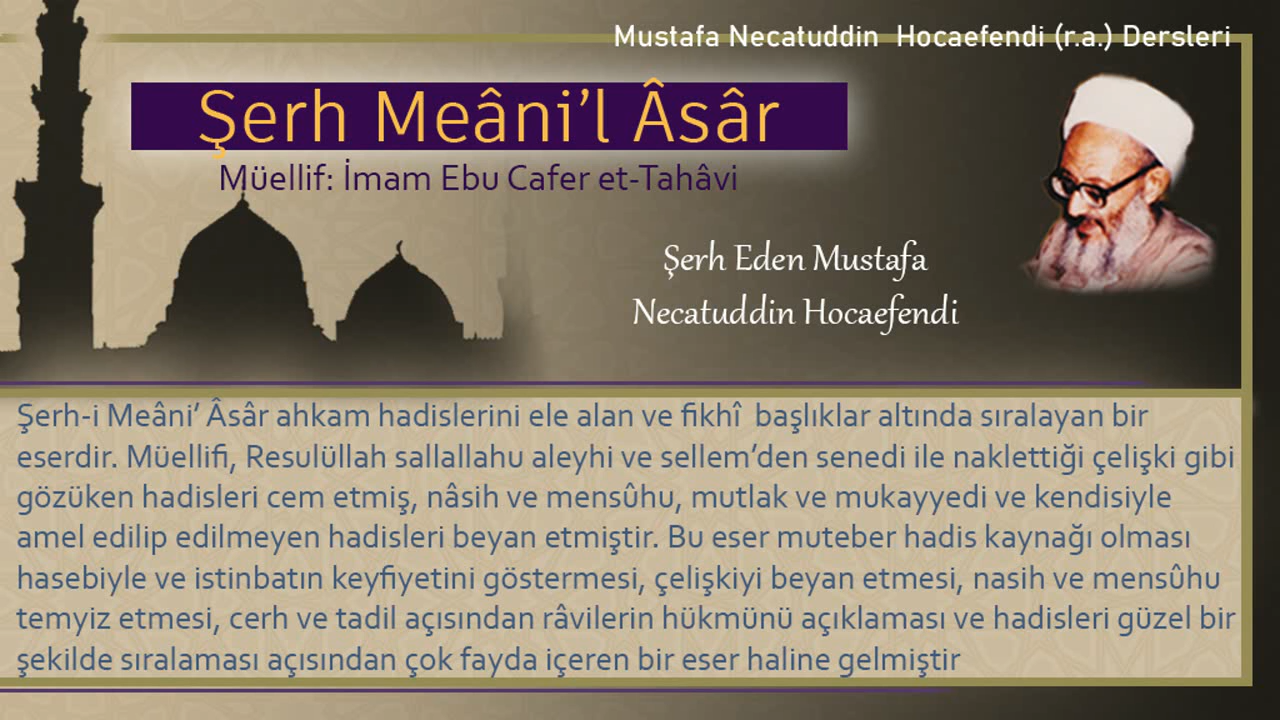 Mustafa Necatuddin Hocaefendi (r.a.) Dersleri
Şerh Meâni’l Âsâr
Müellif: İmam Ebu Cafer et-Tahâvi
Şerh Eden Mustafa
Necatuddin Hocaefendi
Şerh-i Meâni’ Âsâr ahkam hadislerini ele alan ve fikhî başlıklar altında sıralayan bir
eserdir. Müellifi, Resulüllah sallallahu aleyhi ve sellem’den senedi ile naklettiği çelişki gibi
gözüken hadisleri cem etmiş, nâsih ve mensûhu, mutlak ve mukayyedi ve kendisiyle
amel edilip edilmeyen hadisleri beyan etmiştir. Bu eser muteber hadis kaynağı olması
hasebiyle ve istinbatın keyfiyetini göstermesi, çelişkiyi beyan etmesi, nasih ve mensûhu
temyiz etmesi, cerh ve tadil açısından râvilerin hükmünü açıklaması ve hadisleri güzel bir
şekilde sıralaması açısından çok fayda içeren bir eser haline gelmiştir